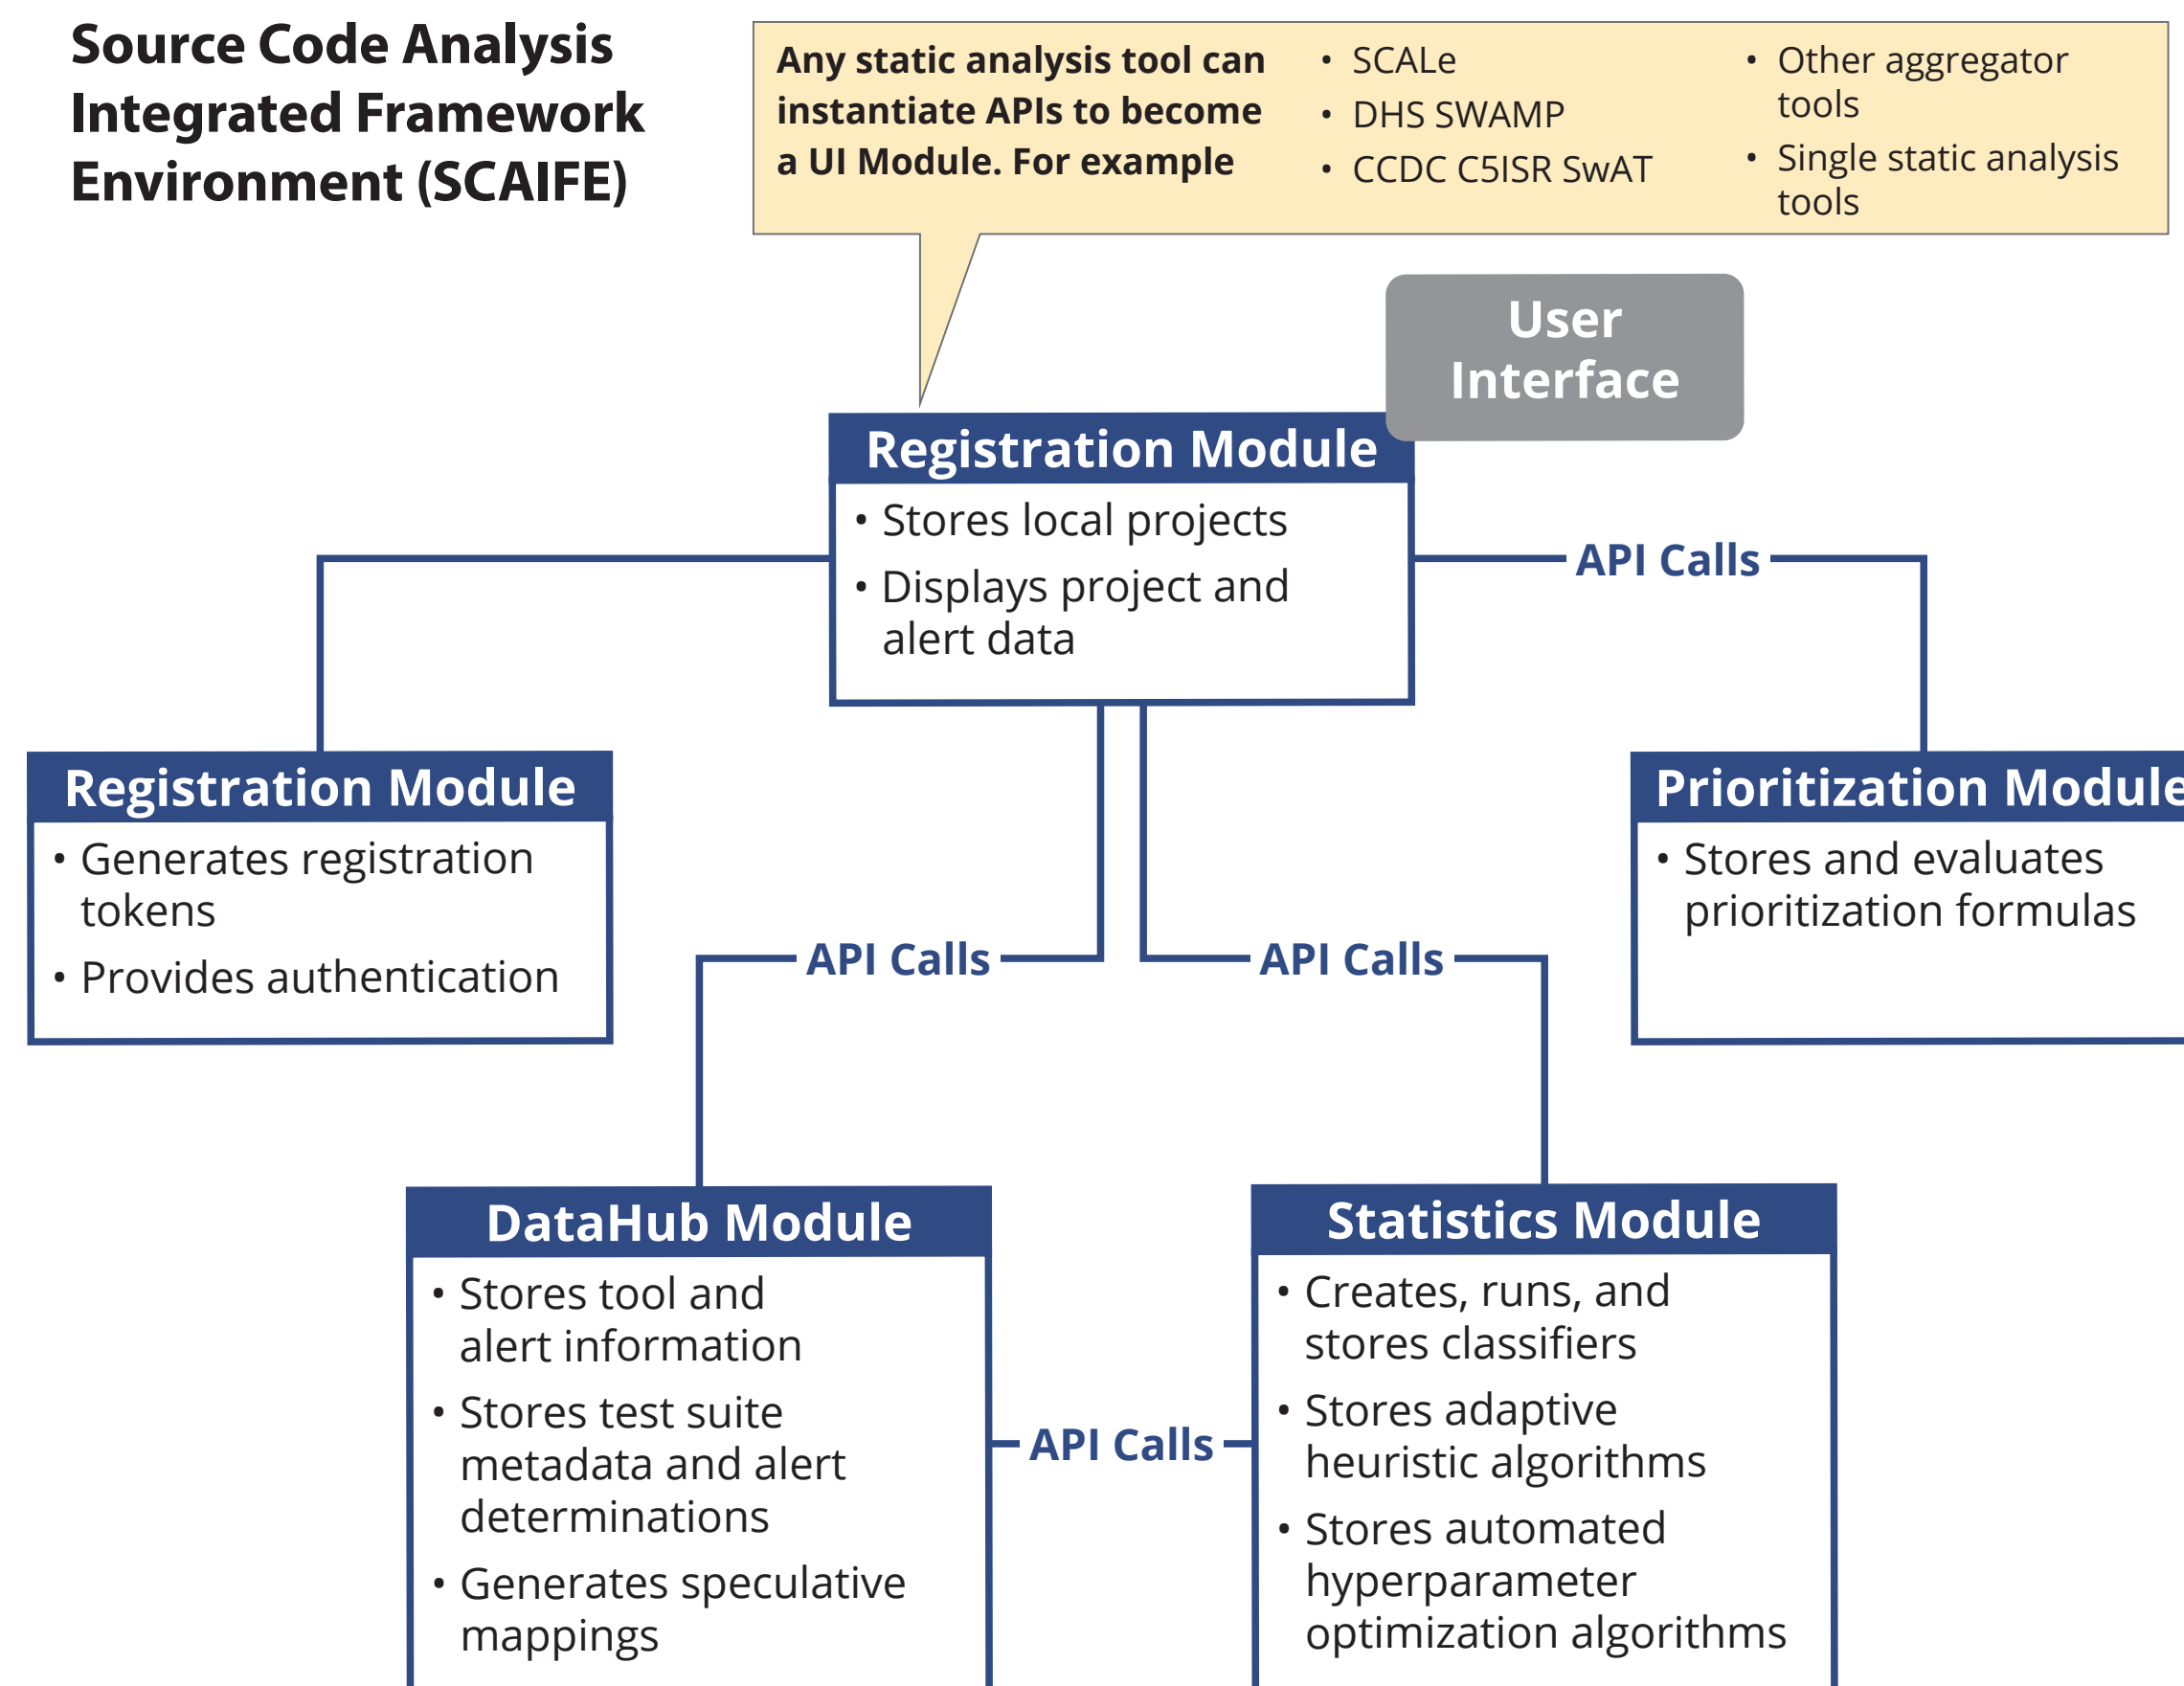 Source Code Analysis
Integrated Framework
Environment (SCAIFE)
Any static analysis tool can
instantiate APIs to become
a UI Module. For example
• SCALe
• DHS SWAMP
• CCDC C5ISR SwAT
• Other aggregator
tools
• Single static analysis
tools
User
Interface
Registration Module
• Stores local projects
• Displays project and
alert data
API Calls
Registration Module
• Generates registration
tokens
• Provides authentication
Prioritization Module
• Stores and evaluates
prioritization formulas
API Calls
API Calls
DataHub Module
• Stores tool and
alert information
• Stores test suite
metadata and alert
determinations
• Generates speculative
mappings
API Calls
Statistics Module
• Creates, runs, and
stores classifiers
• Stores adaptive
heuristic algorithms
• Stores automated
hyperparameter
optimization algorithms